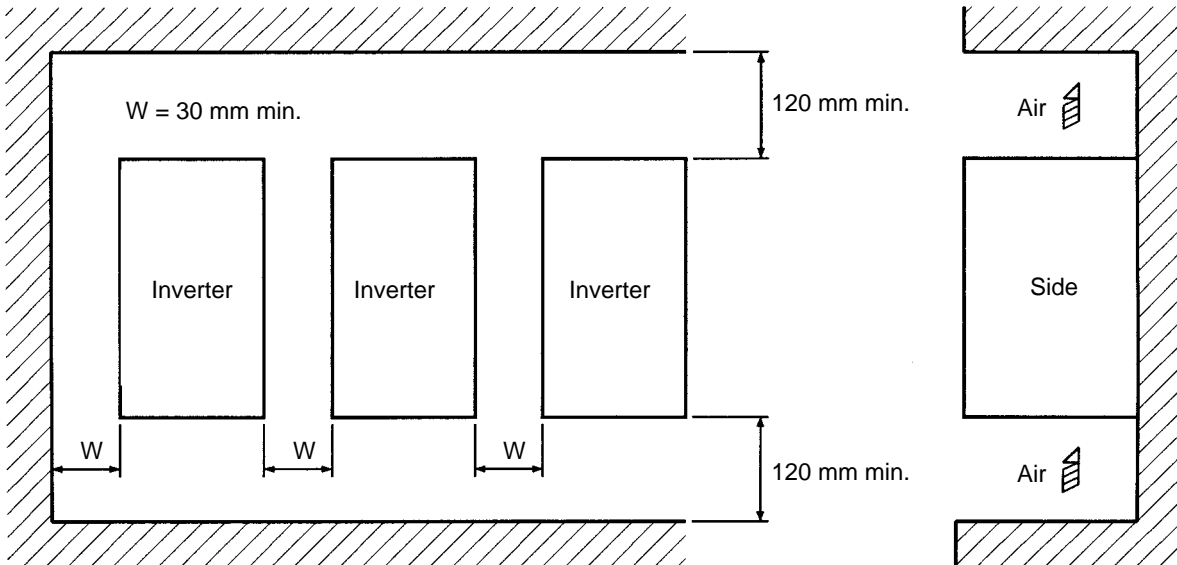 W = 30 mm min.
120 mm min.
Air
Inverter
Inverter
Inverter
Side
W
W
W
120 mm min.
Air